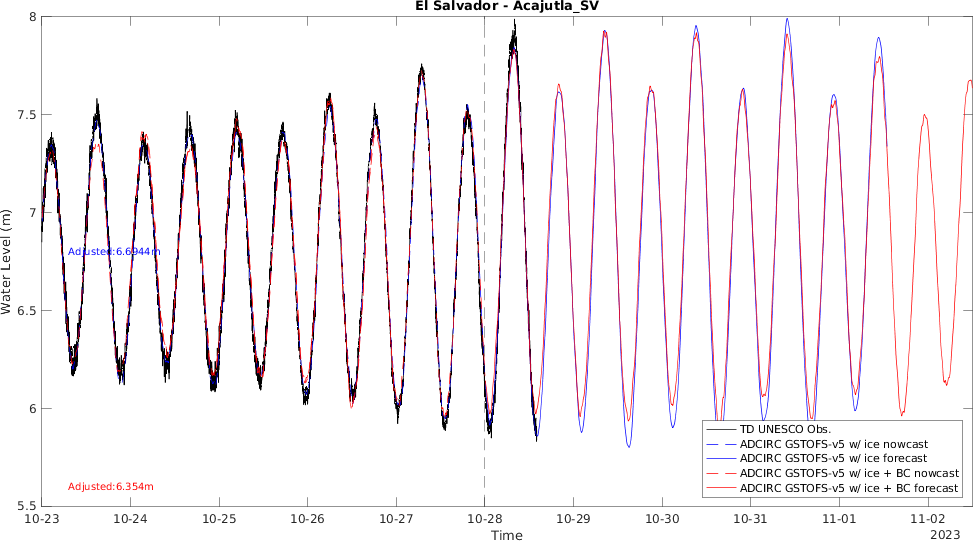 El Salvador - Acajutla_SV
8
7.5
7
6.5
6
5.5
Water Level (m)
Adjusted:6.6944m
Adjusted:6.354m
TD UNESCO Obs.
ADCIRC GSTOFS-v5 w/ ice nowcast
ADCIRC GSTOFS-v5 w/ ice forecast
ADCIRC GSTOFS-v5 w/ ice + BC nowcast
ADCIRC GSTOFS-v5 w/ ice + BC forecast
10-23 10-24 10-25 10-26 10-27 10-28 10-29 10-30 10-31 11-01 11-02
Time
2023